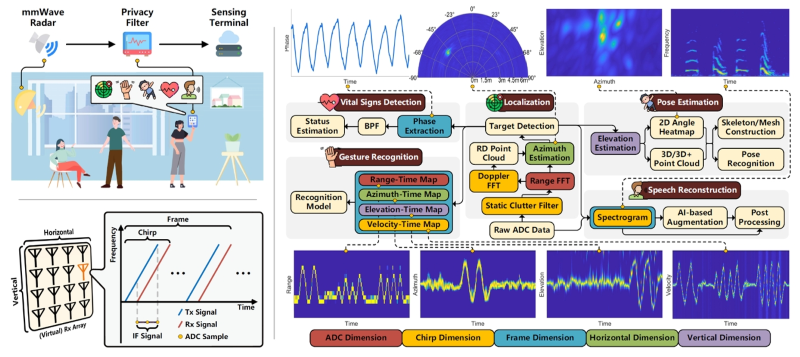 mmWave
Radar
Privacy
Filter
Sensing
Terminal
Horizontal
Vertical
(Virtual) Rx Array
Frame
Chirp
Frequency
Time
Tx Signal
Rx Signal
IF Signal
ADC Sample
Phase
Time
-90°
-68°
-45°
-23°
0°
23°
45°
68°
90°
0m 1.5m 3m 4.5m 6m
Elevation
Azimuth
Frequency
Time
Vital Signs Detection
Status
Estimation
BPF
Phase
Extraction
Localization
Target Detection
RD Point
Cloud
Azimuth
Estimation
Doppler
FFT
Range FFT
Static Clutter Filter
Raw ADC Data
Pose Estimation
Elevation
Estimation
2D Angle
Heatmap
3D/3D+
Point Cloud
Skeleton/Mesh
Construction
Pose
Recognition
Gesture Recognition
Recognition
Model
Range-Time Map
Azimuth-Time Map
Elevation-Time Map
Velocity-Time Map
Speech Reconstruction
Spectrogram
AI-based
Augmentation
Post
Processing
Range
Time
Azimuth
Time
Elevation
Time
Velocity
Time
ADC Dimension
Chirp Dimension
Frame Dimension
Horizontal Dimension
Vertical Dimension